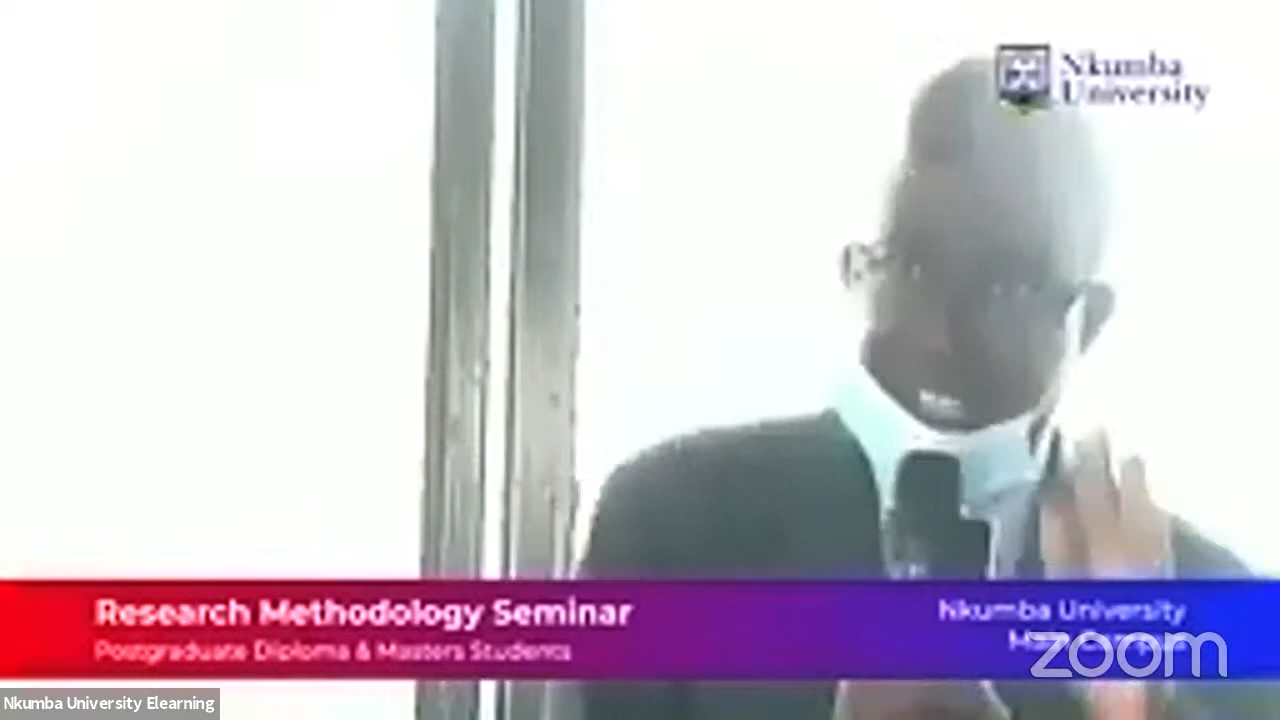 Nkumba
University
Research Methodology Seminar
Postgraduate Diploma & Masters Students
Nkumba University
zoom
Nkumba University Elearning